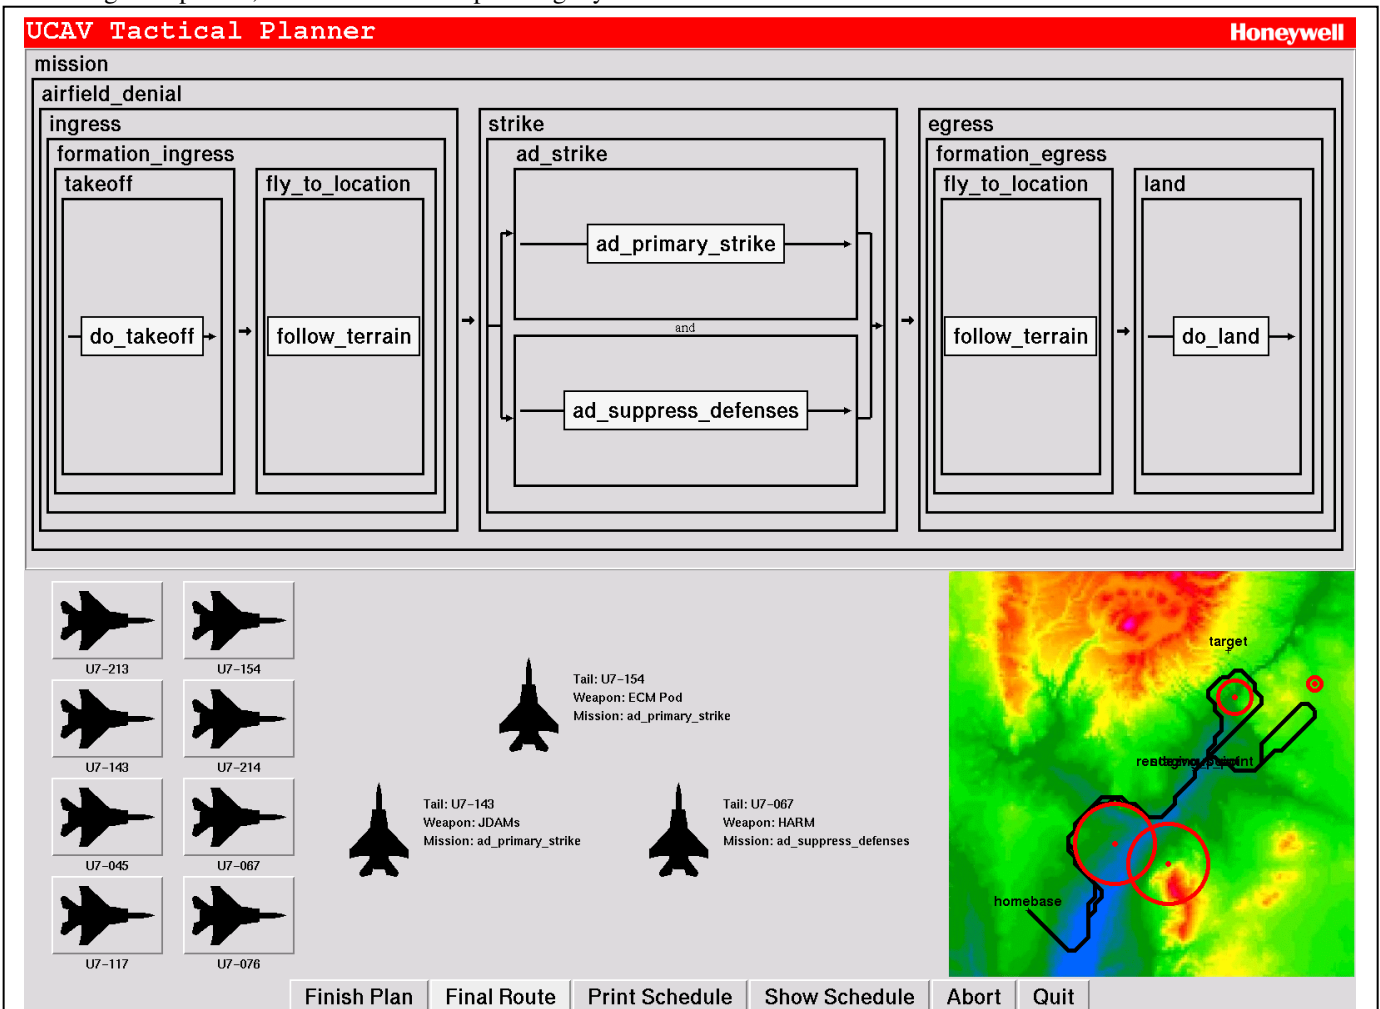 UCAV Tactical Planner
Honeywell
mission
airfield_denial
ingress
strike
egress
formation_ingress
ad_strike
formation_egress
takeoff
fly_to_location
fly_to_location
land
ad_primary_strike
do_takeoff
follow_terrain
and
follow_terrain
do_land
ad_suppress_defenses
U7-213
U7-154
U7-143
U7-214
U7-045
U7-067
U7-117
U7-076
Tail: U7-154
Weapon: ECM Pod
Mission: ad_primary_strike
Tail: U7-143
Weapon: JDAMs
Mission: ad_primary_strike
Tail: U7-067
Weapon: HARM
Mission: ad_suppress_defenses
target
homebase
Finish Plan
Final Route
Print Schedule
Show Schedule
Abort
Quit